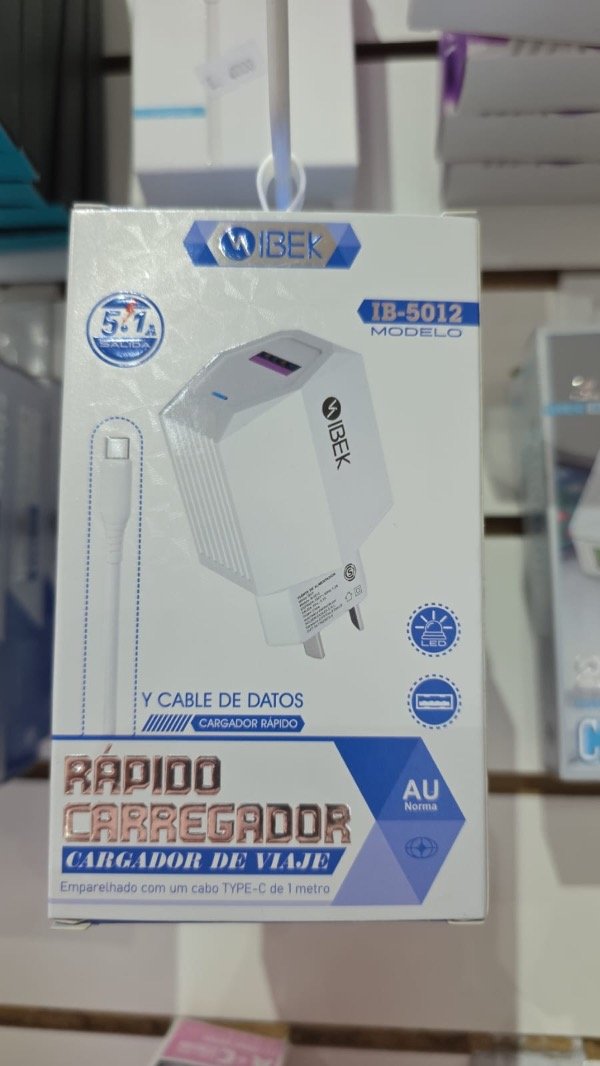 IBEK
5.1A
SALIDA
IB-5012
MODELO
IBEK
Y CABLE DE DATOS
CARGADOR RÁPIDO
LED
RÁPIDO
CARREGADOR
CARGADOR DE VIAJE
Emparelhado com um cabo TYPE-C de 1 metro
AU
Norma